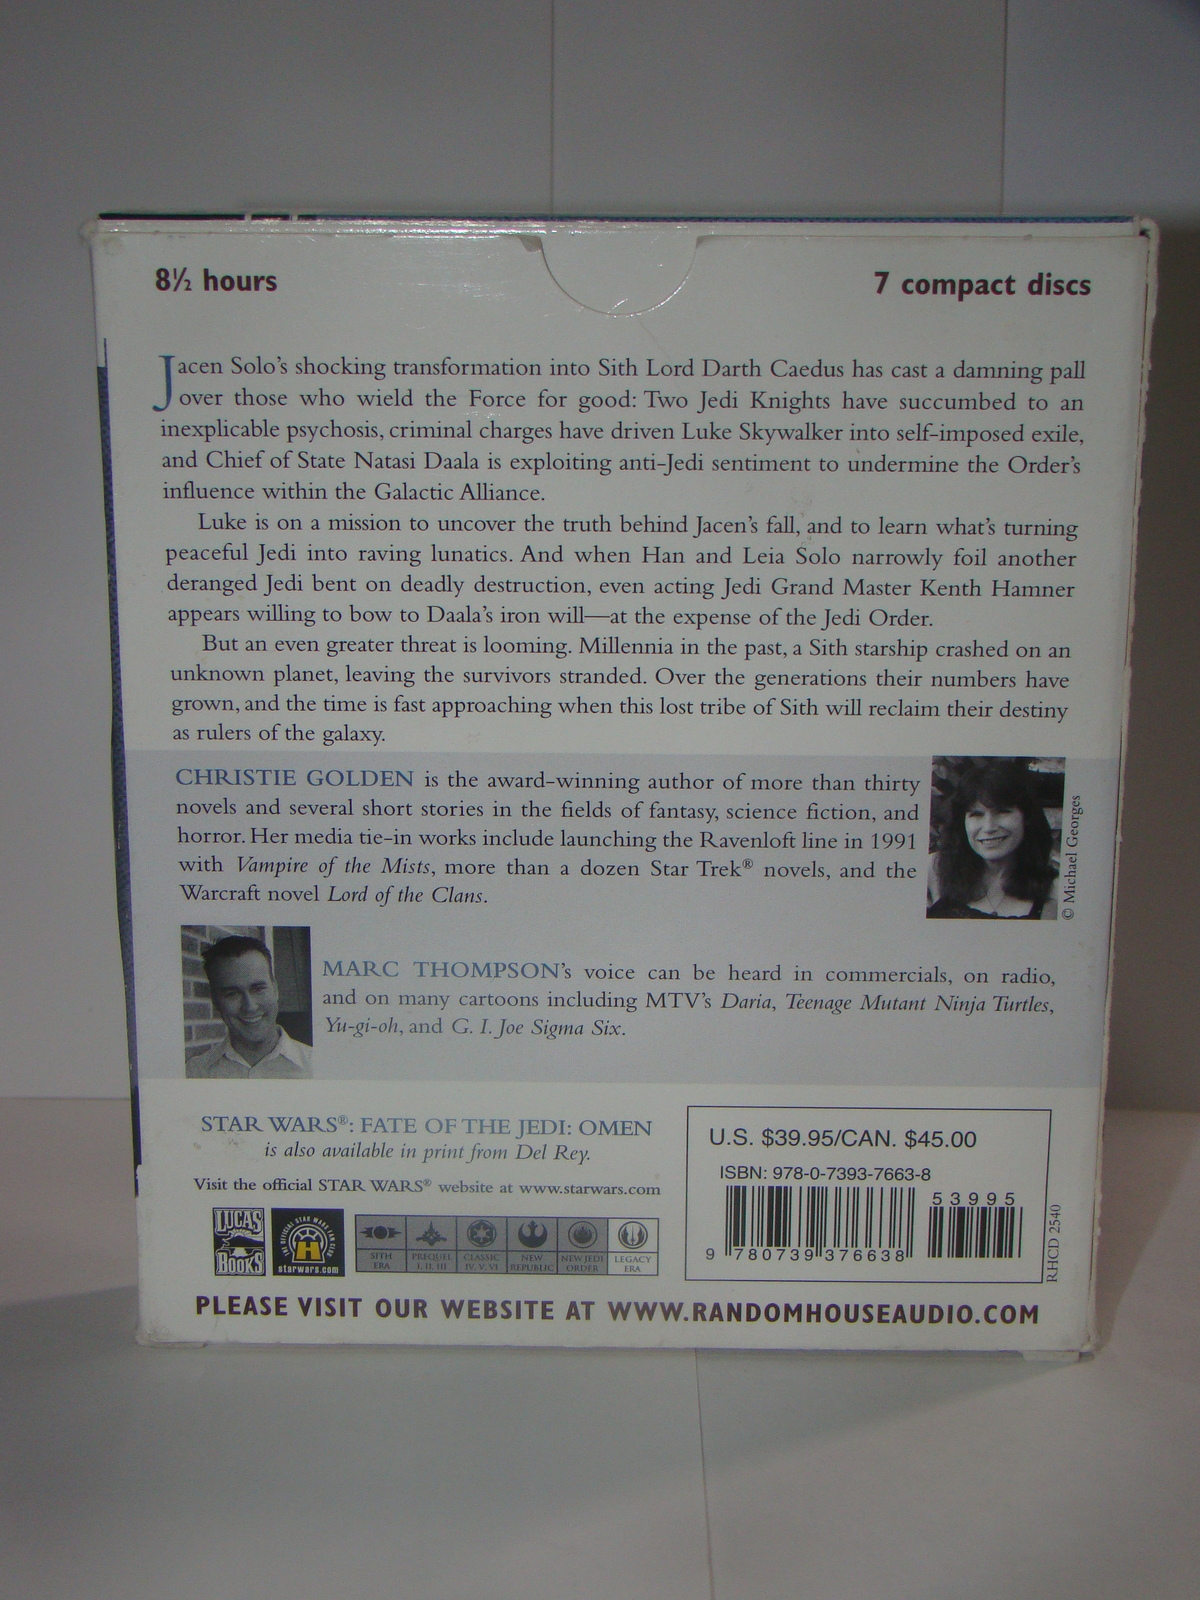 8½ hours
7 compact discs
Jacen Solo's shocking transformation into Sith Lord Darth Caedus has cast a damning pall
over those who wield the Force for good: Two Jedi Knights have succumbed to an
inexplicable psychosis, criminal charges have driven Luke Skywalker into self-imposed exile,
and Chief of State Natasi Daala is exploiting anti-Jedi sentiment to undermine the Order's
influence within the Galactic Alliance.
Luke is on a mission to uncover the truth behind Jacen's fall, and to learn what's turning
peaceful Jedi into raving lunatics. And when Han and Leia Solo narrowly foil another
deranged Jedi bent on deadly destruction, even acting Jedi Grand Master Kenth Hamner
appears willing to bow to Daala's iron will—at the expense of the Jedi Order.
But an even greater threat is looming. Millennia in the past, a Sith starship crashed on an
unknown planet, leaving the survivors stranded. Over the generations their numbers have
grown, and the time is fast approaching when this lost tribe of Sith will reclaim their destiny
as rulers of the galaxy.
CHRISTIE GOLDEN is the award-winning author of more than thirty
novels and several short stories in the fields of fantasy, science fiction, and
horror. Her media tie-in works include launching the Ravenloft line in 1991
with Vampire of the Mists, more than a dozen Star Trek® novels, and the
Warcraft novel Lord of the Clans.
© Michael Georges
MARC THOMPSON's voice can be heard in commercials, on radio,
and on many cartoons including MTV's Daria, Teenage Mutant Ninja Turtles,
Yu-gi-oh, and G. I. Joe Sigma Six.
STAR WARS®: FATE OF THE JEDI: OMEN
is also available in print from Del Rey.
Visit the official STAR WARS® website at www.starwars.com
LUCAS
BOOKS
THE OFFICIAL STAR WARS FAN CLUB
H
starwars.com
SITH
ERA
PREQUEL
I, II, III
CLASSIC
IV, V, VI
NEW
REPUBLIC
NEW JEDI
ORDER
LEGACY
ERA
U.S. $39.95/CAN. $45.00
ISBN: 978-0-7393-7663-8
53995
9 780739 376638
RHCD 2540
PLEASE VISIT OUR WEBSITE AT WWW.RANDOMHOUSEAUDIO.COM